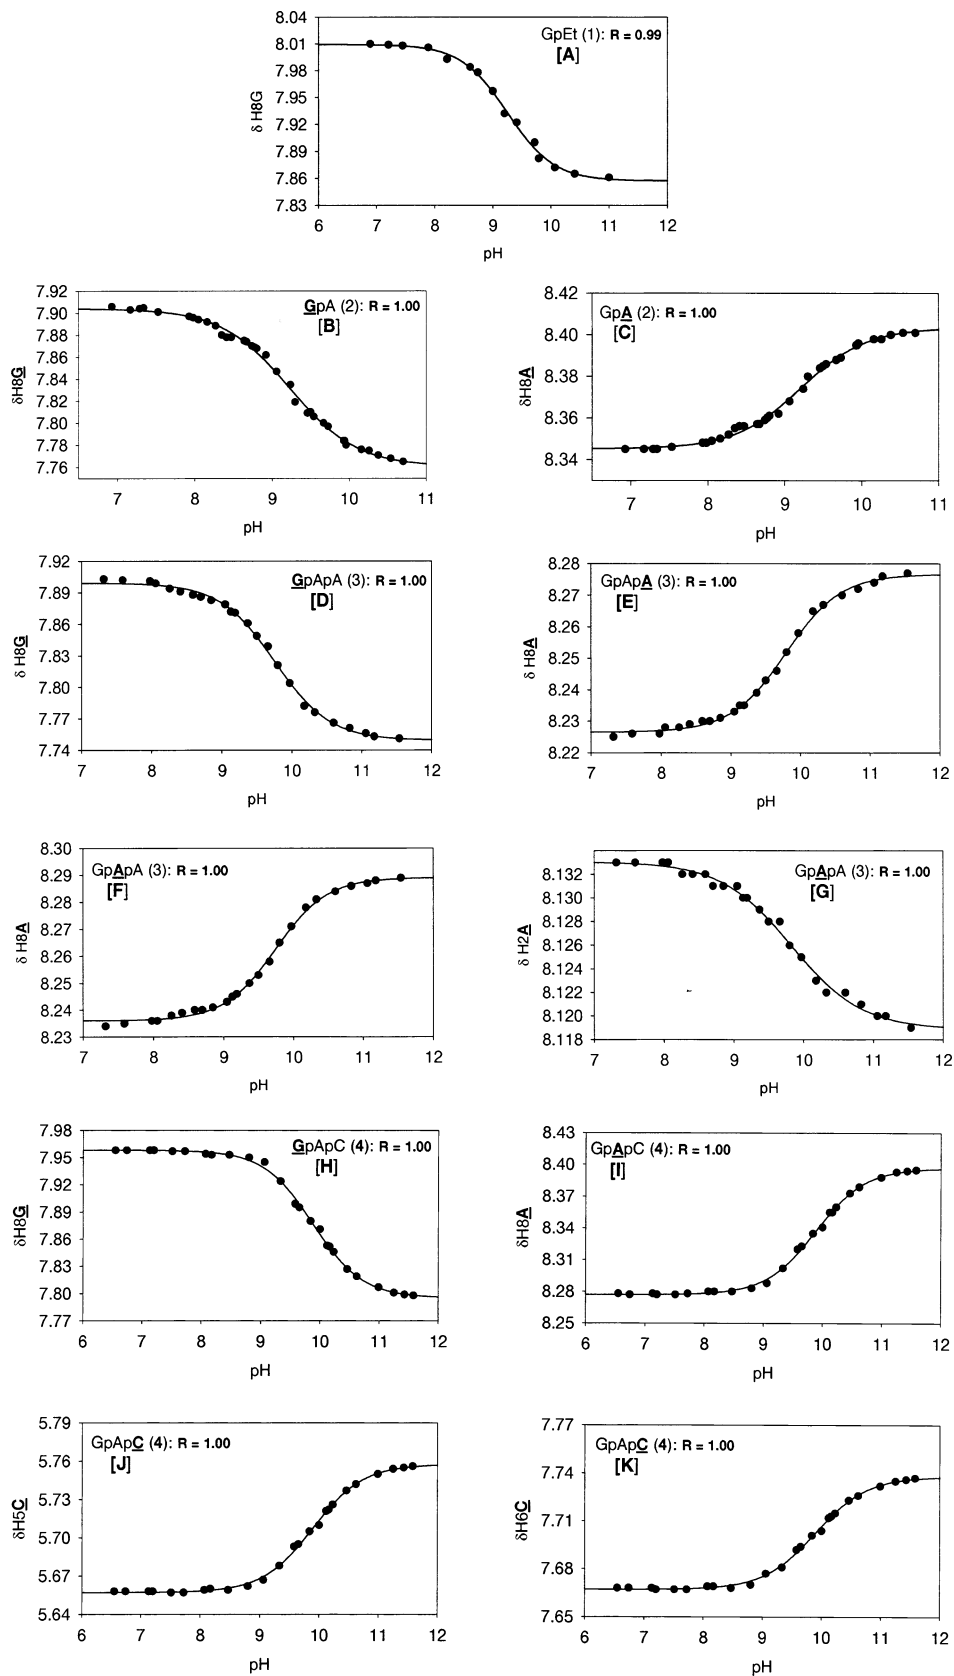 8.04
8.01
7.98
7.95
7.92
7.89
7.86
7.83
δ H8G
GpEt (1): R = 0.99
[A]
6 7 8 9 10 11 12
pH
7.92
7.90
7.88
7.86
7.84
7.82
7.80
7.78
7.76
δH8G
GpA (2): R = 1.00
[B]
7 8 9 10 11
pH
8.42
8.40
8.38
8.36
8.34
δH8A
GpA (2): R = 1.00
[C]
7 8 9 10 11
pH
7.92
7.89
7.86
7.83
7.80
7.77
7.74
δ H8G
GpApA (3): R = 1.00
[D]
7 8 9 10 11 12
pH
8.28
8.27
8.26
8.25
8.24
8.23
8.22
δ H8A
GpApA (3): R = 1.00
[E]
7 8 9 10 11 12
pH
8.30
8.29
8.28
8.27
8.26
8.25
8.24
8.23
δ H8A
GpApA (3): R = 1.00
[F]
7 8 9 10 11 12
pH
8.132
8.130
8.128
8.126
8.124
8.122
8.120
8.118
δ H2A
GpApA (3): R = 1.00
[G]
7 8 9 10 11 12
pH
7.98
7.95
7.92
7.89
7.86
7.83
7.80
7.77
δH8G
GpApC (4): R = 1.00
[H]
6 7 8 9 10 11 12
pH
8.43
8.40
8.37
8.34
8.31
8.28
8.25
δH8A
GpApC (4): R = 1.00
[I]
6 7 8 9 10 11 12
pH
5.79
5.76
5.73
5.70
5.67
5.64
δH5C
GpApC (4): R = 1.00
[J]
6 7 8 9 10 11 12
pH
7.77
7.74
7.71
7.68
7.65
δH6C
GpApC (4): R = 1.00
[K]
6 7 8 9 10 11 12
pH